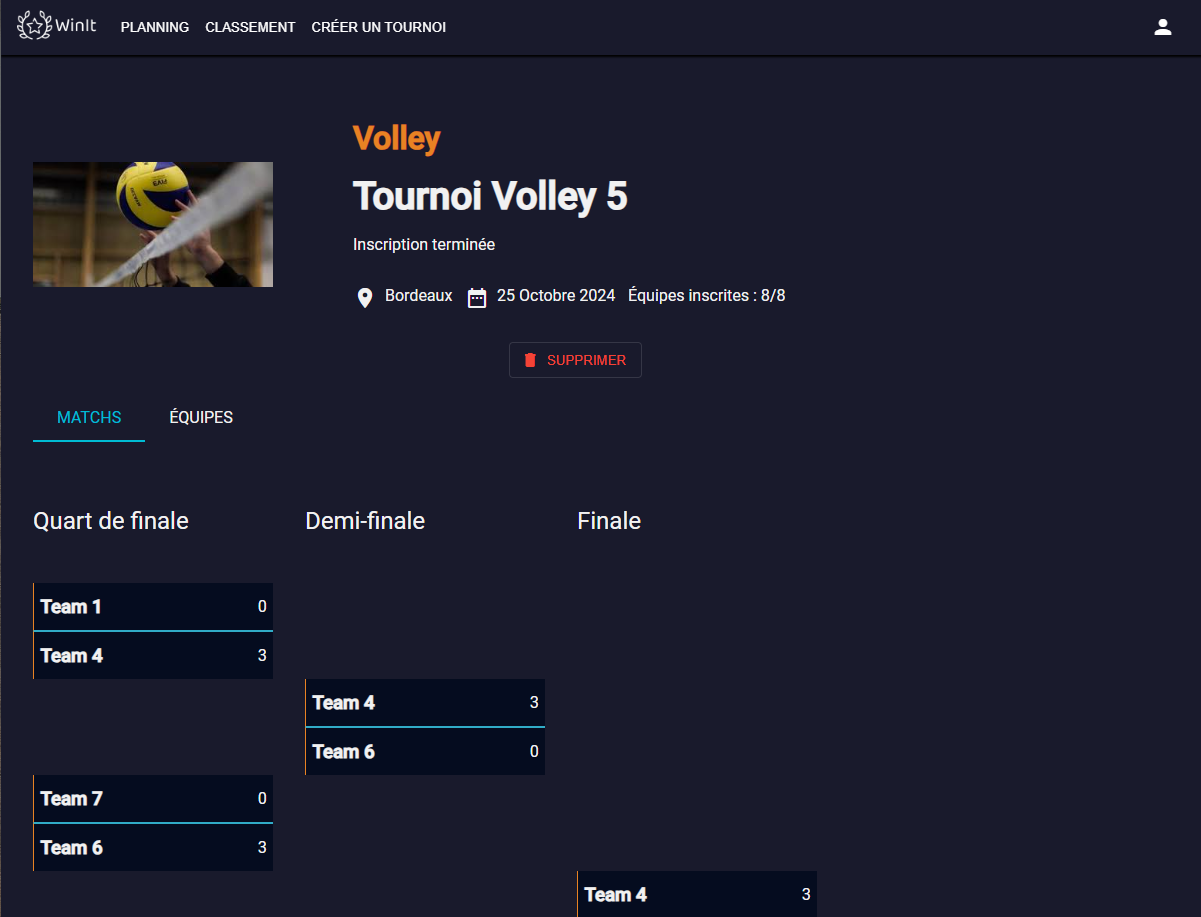 WinIt PLANNING CLASSEMENT CRÉER UN TOURNOI
Volley
Tournoi Volley 5
Inscription terminée
Bordeaux 25 Octobre 2024 Équipes inscrites : 8/8
SUPPRIMER
MATCHS ÉQUIPES
Quart de finale Demi-finale Finale
Team 1 0
Team 4 3
Team 4 3
Team 6 0
Team 7 0
Team 6 3
Team 4 3